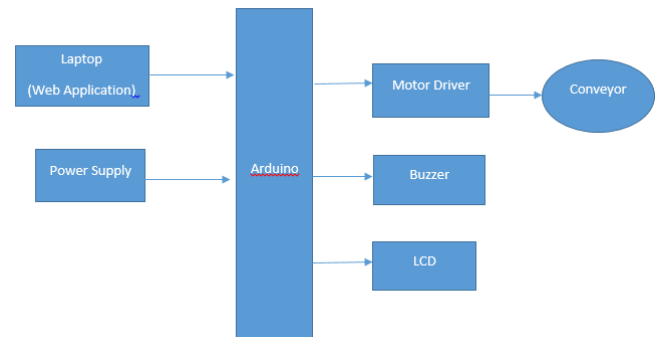 Laptop
(Web Application)
Power Supply
Arduino
Motor Driver
Conveyor
Buzzer
LCD